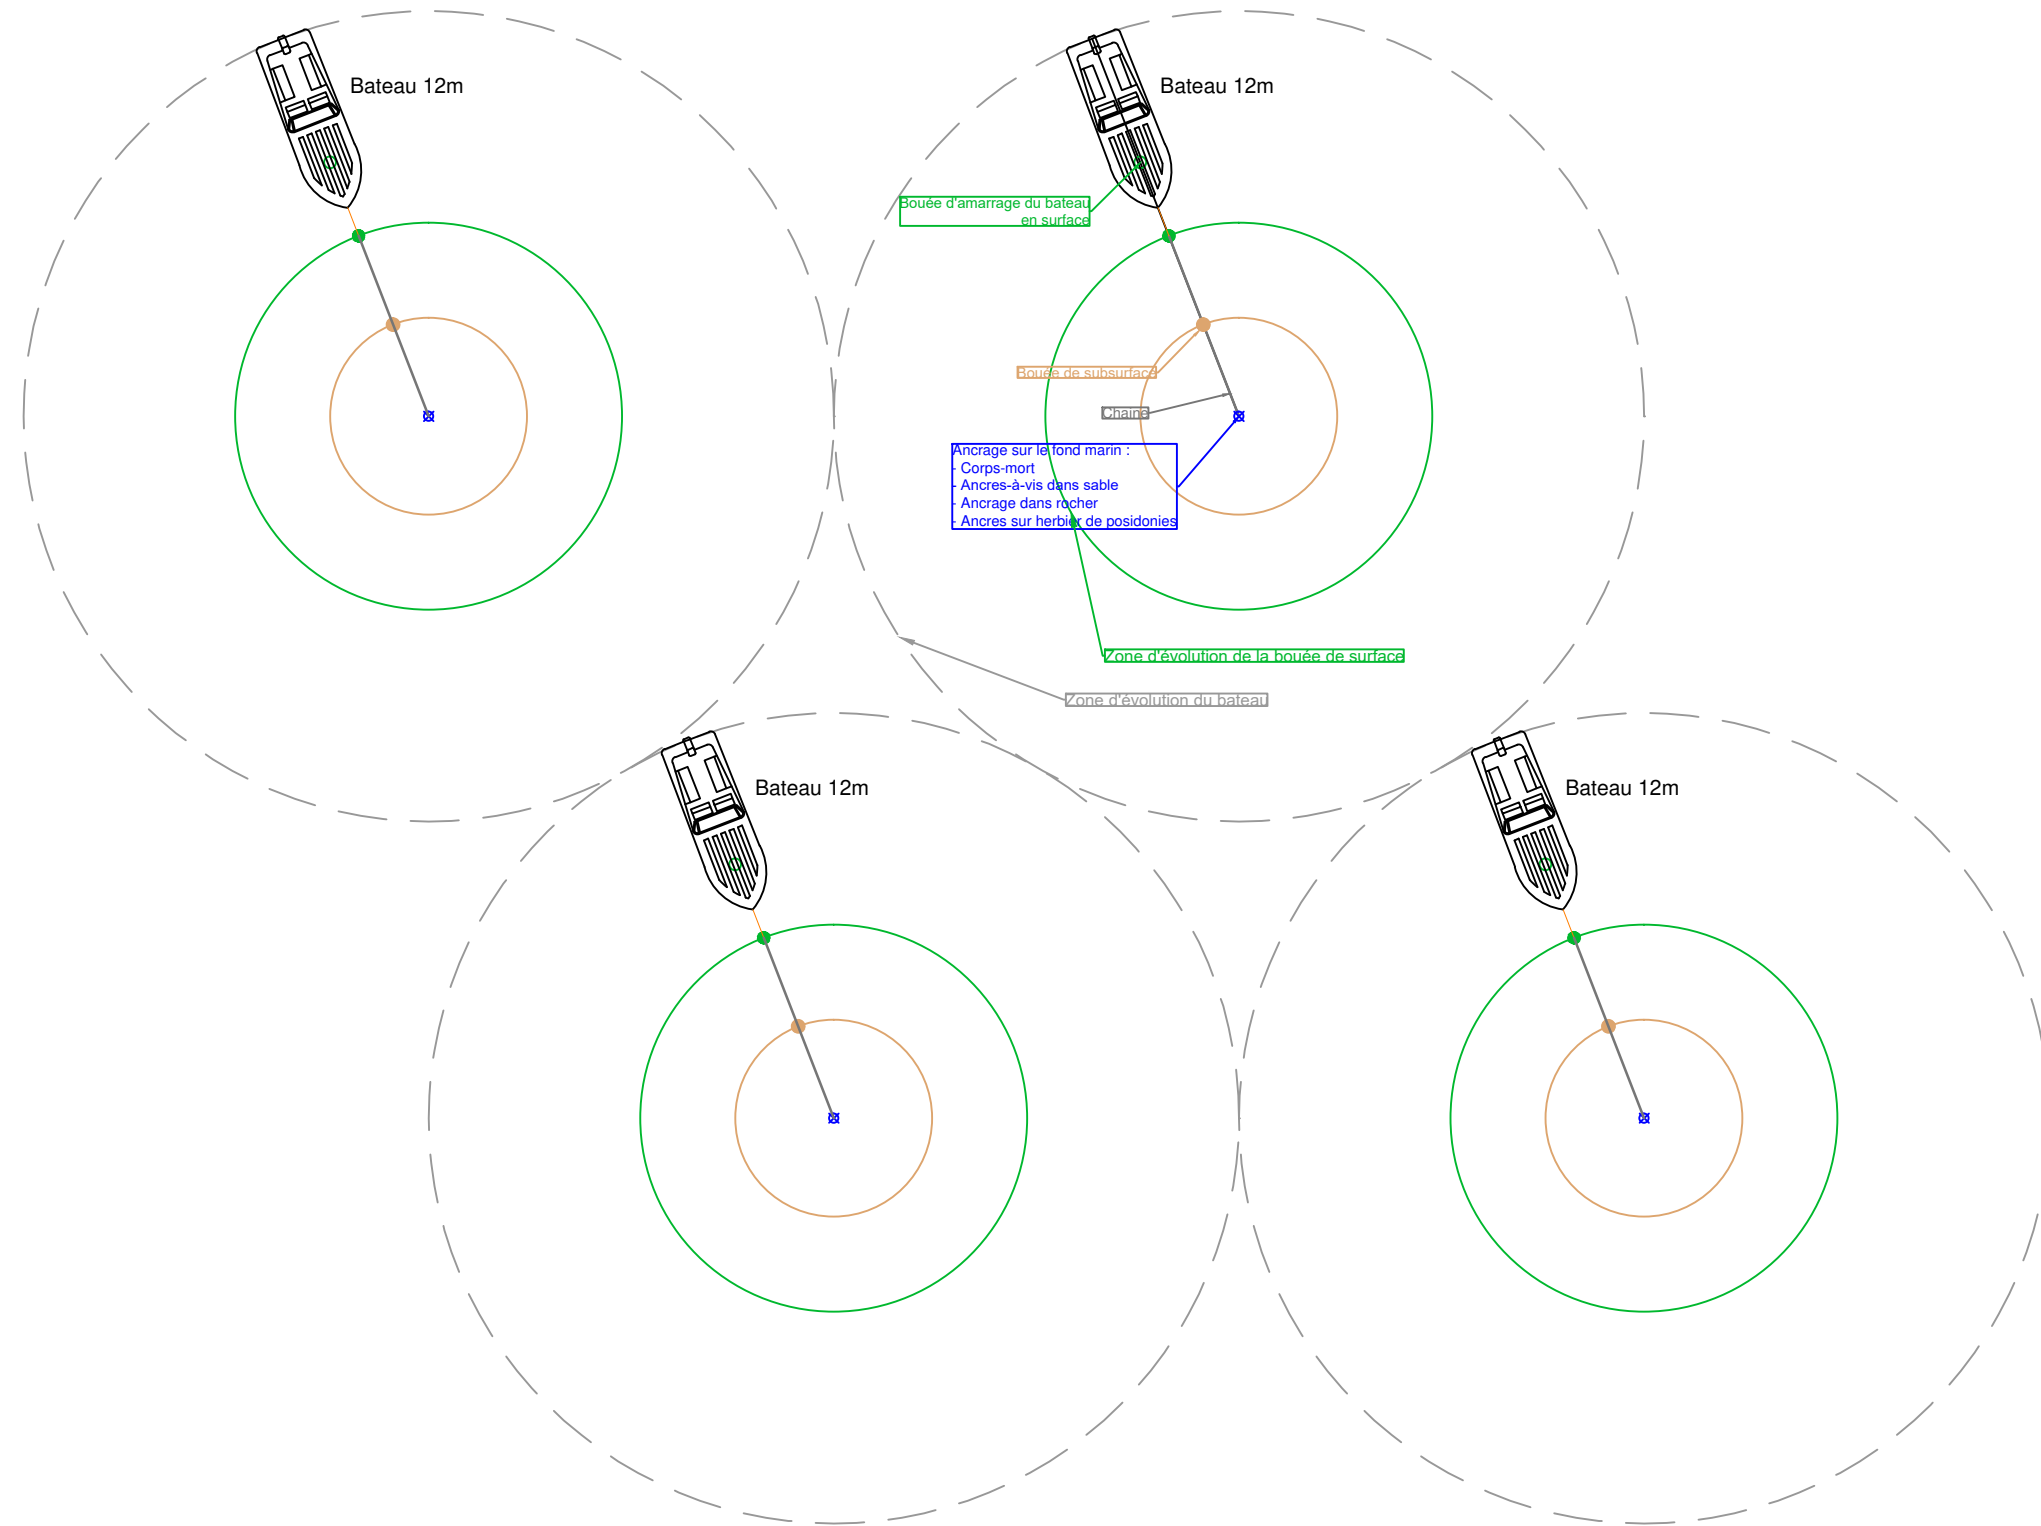 Bateau 12m
Bateau 12m
Bouée d'amarrage du bateau
en surface
Bouée de subsurface
Chaine
Ancrage sur le fond marin :
- Corps-mort
- Ancres-à-vis dans sable
- Ancrage dans rocher
- Ancres sur herbier de posidonies
Zone d'évolution de la bouée de surface
Zone d'évolution du bateau
Bateau 12m
Bateau 12m